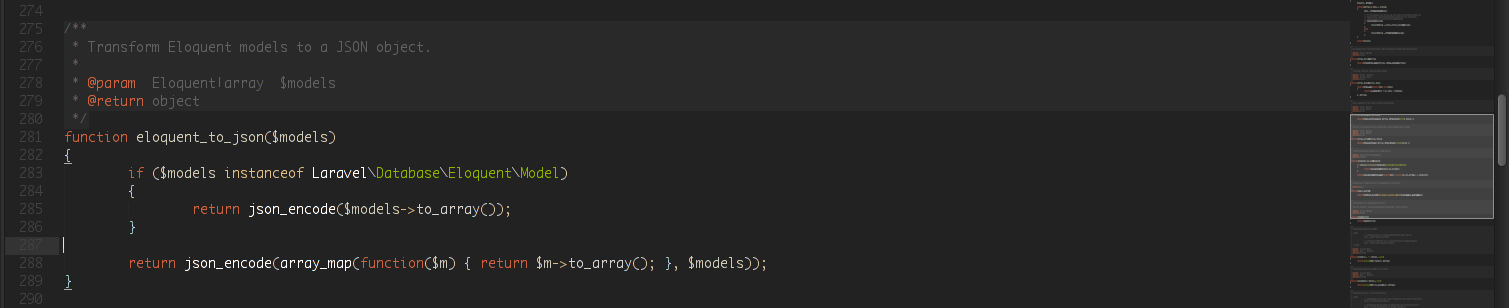 274
275 /**
276  * Transform Eloquent models to a JSON object.
277  *
278  * @param  Eloquent|array  $models
279  * @return object
280  */
281 function eloquent_to_json($models)
282 {
283         if ($models instanceof Laravel\Database\Eloquent\Model)
284         {
285                 return json_encode($models->to_array());
286         }
287
288         return json_encode(array_map(function($m) { return $m->to_array(); }, $models));
289 }
290